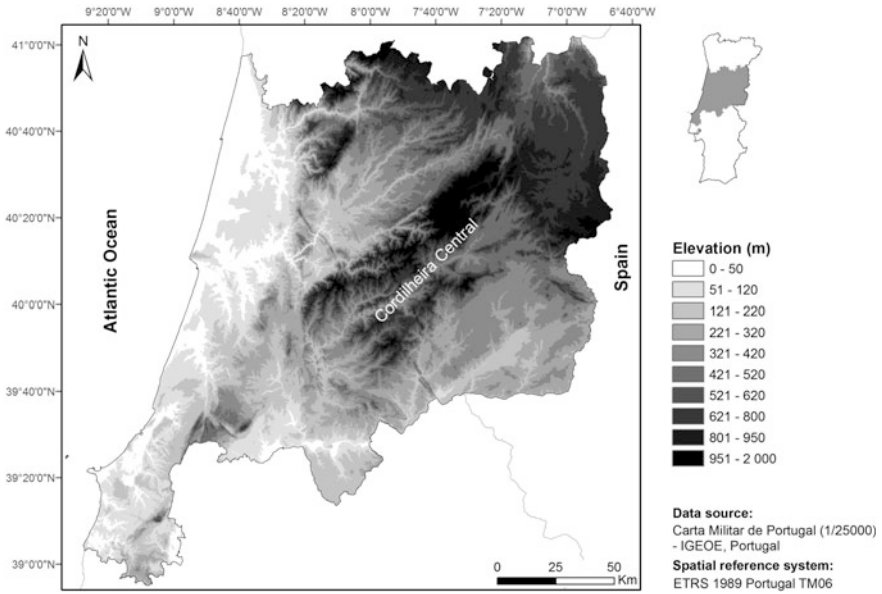 9°20'0"W 9°0'0"W 8°40'0"W 8°20'0"W 8°0'0"W 7°40'0"W 7°20'0"W 7°0'0"W 6°40'0"W
41°0'0"N
40°40'0"N
40°20'0"N
40°0'0"N
39°40'0"N
39°20'0"N
39°0'0"N
N
Atlantic Ocean
Cordilheira Central
Spain
0 25 50
Km
Elevation (m)
0 - 50
51 - 120
121 - 220
221 - 320
321 - 420
421 - 520
521 - 620
621 - 800
801 - 950
951 - 2 000
Data source:
Carta Militar de Portugal (1/25000)
- IGEOE, Portugal
Spatial reference system:
ETRS 1989 Portugal TM06